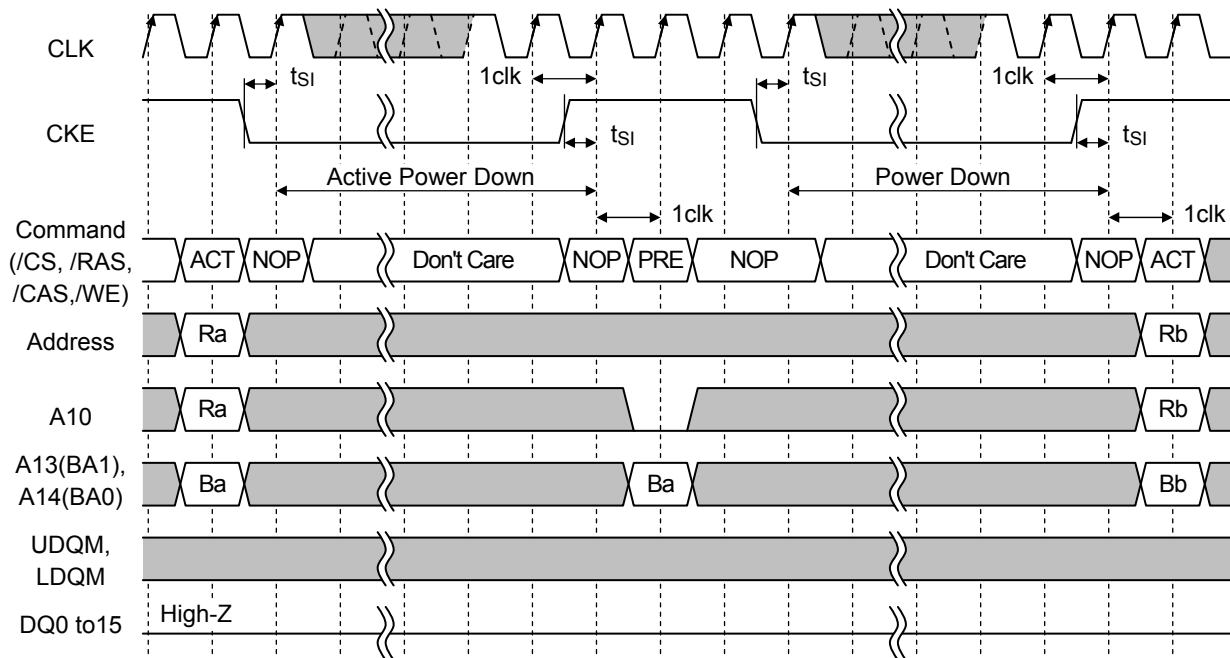 CLK
tSI
1clk
tSI
1clk
CKE
tSI
tSI
Active Power Down
Power Down
1clk
1clk
Command
(/CS, /RAS,
/CAS,/WE)
ACT
NOP
Don't Care
NOP
PRE
NOP
Don't Care
NOP
ACT
Address
Ra
Rb
A10
Ra
Rb
A13(BA1),
A14(BA0)
Ba
Ba
Bb
UDQM,
LDQM
DQ0 to15
High-Z